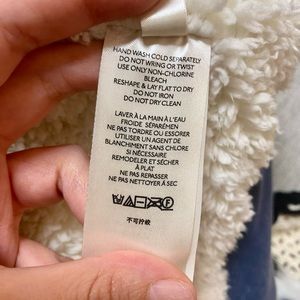 HAND WASH COLD SEPARATELY
DO NOT WRING OR TWIST
USE ONLY NON-CHLORINE
BLEACH
RESHAPE & LAY FLAT TO DRY
DO NOT IRON
DO NOT DRY CLEAN
LAVER À LA MAIN À L'EAU
FROIDE SÉPARÉMEN
NE PAS TORDRE OU ESSORER
UTILISER UN AGENT DE
BLANCHIMENT SANS CHLORE
SI NÉCESSAIRE
REMODELER ET SÉCHER
À PLAT
NE PAS REPASSER
NE PAS NETTOYER À SEC
不可拧绞